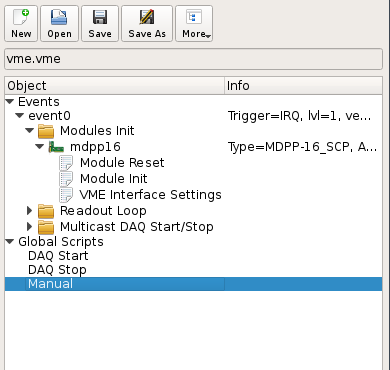 New Open Save Save As More
vme.vme
Object Info
Events
event0 Trigger=IRQ, lvl=1, ve...
Modules Init
mdpp16 Type=MDPP-16_SCP, A...
Module Reset
Module Init
VME Interface Settings
Readout Loop
Multicast DAQ Start/Stop
Global Scripts
DAQ Start
DAQ Stop
Manual